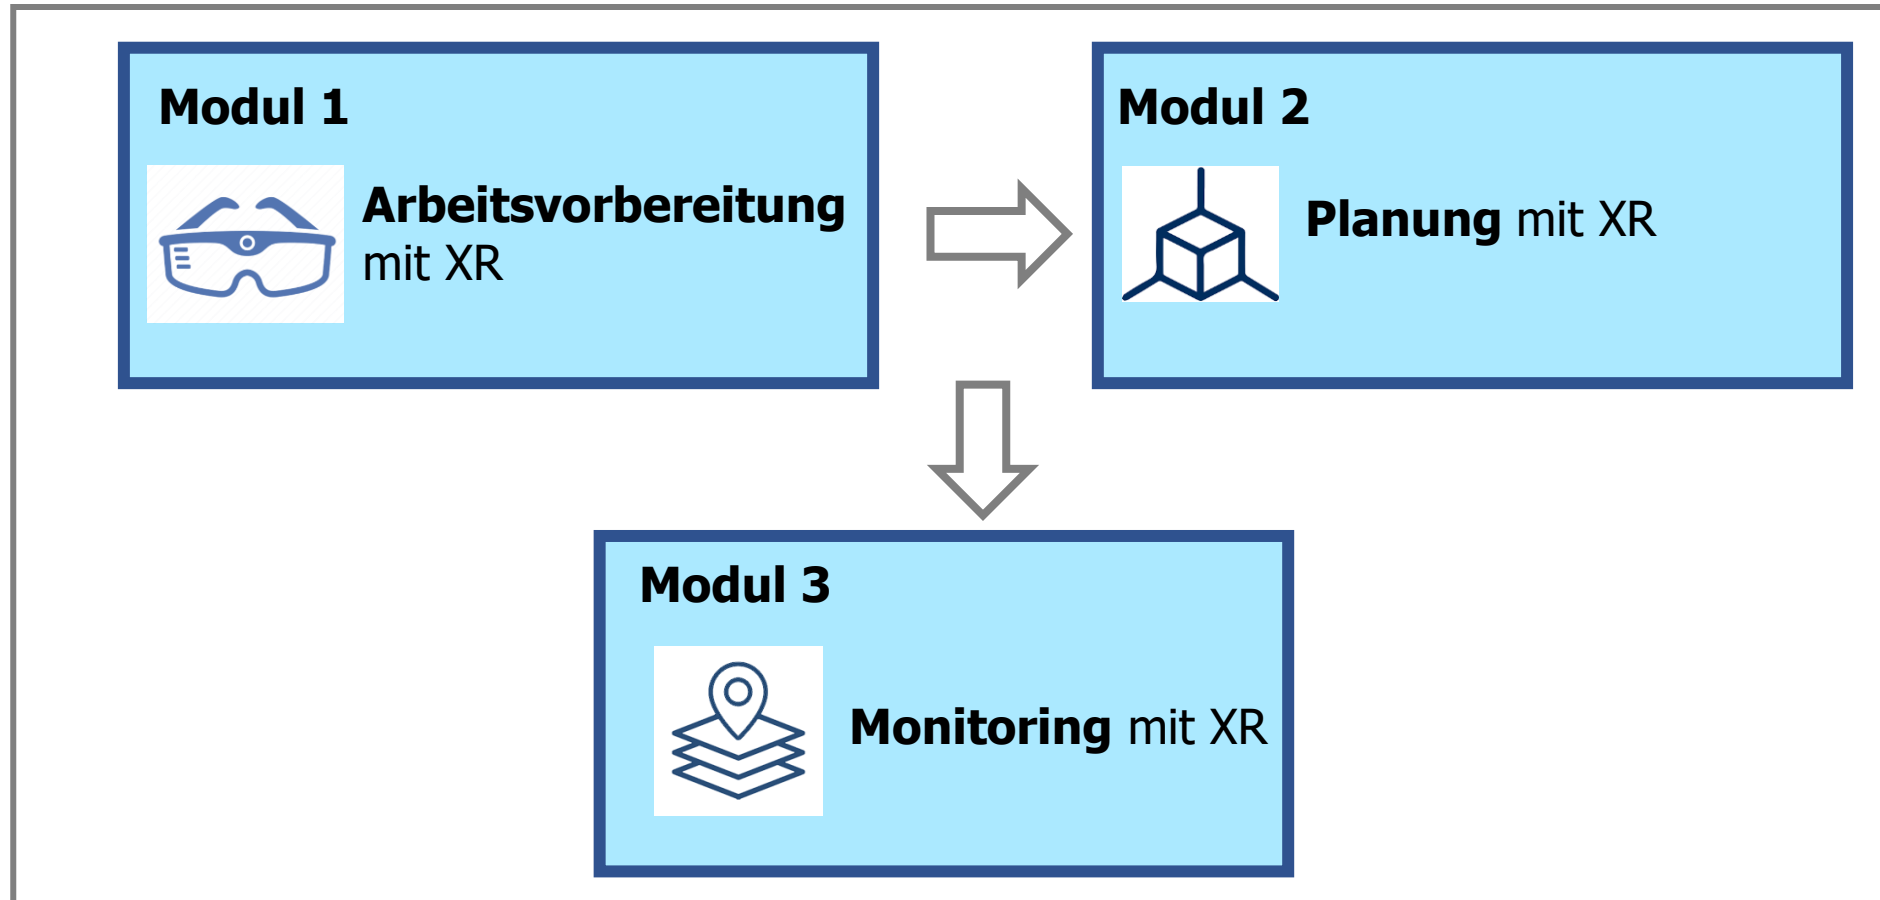 Modul 1
Arbeitsvorbereitung
mit XR
Modul 2
Planung mit XR
Modul 3
Monitoring mit XR